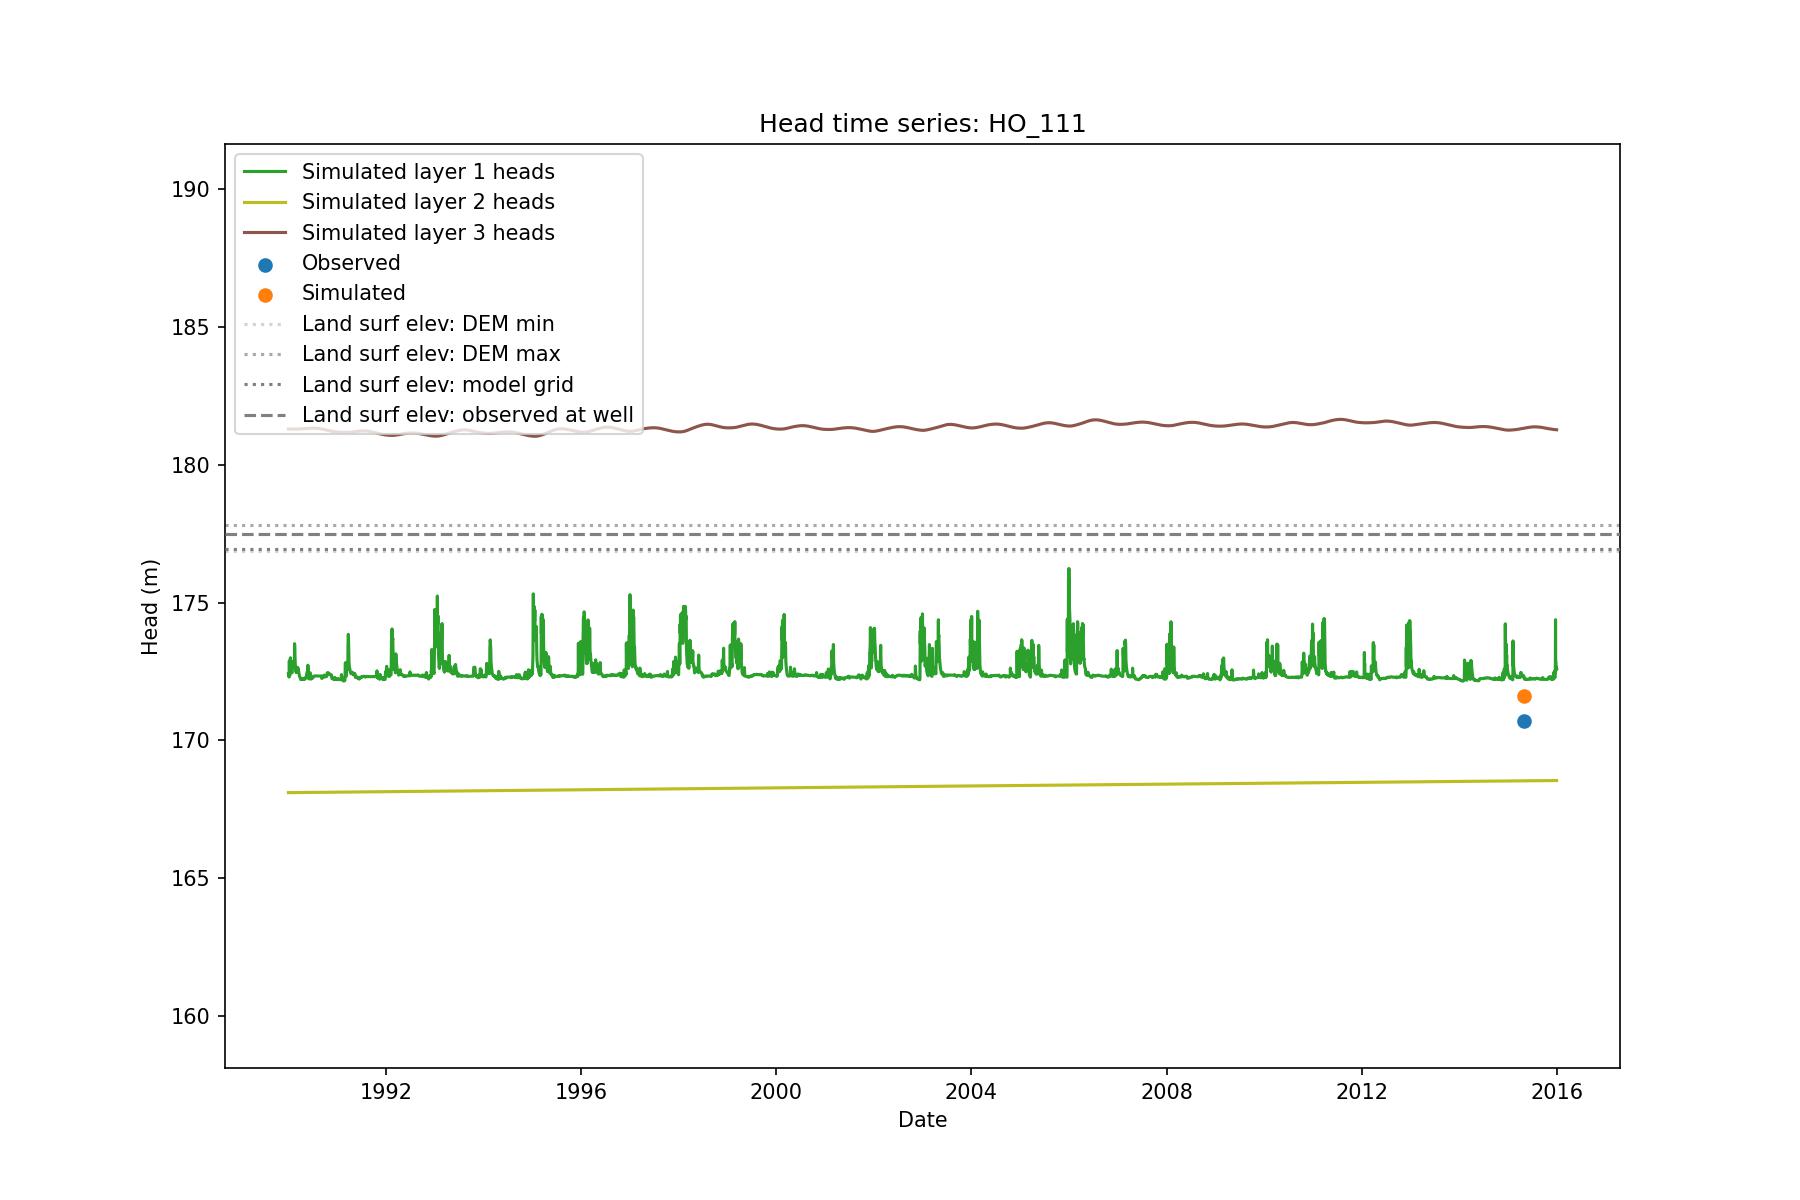 Head time series: HO_111
Simulated layer 1 heads
Simulated layer 2 heads
Simulated layer 3 heads
Observed
Simulated
Land surf elev: DEM min
Land surf elev: DEM max
Land surf elev: model grid
Land surf elev: observed at well
190
185
180
175
170
165
160
Head (m)
1992 1996 2000 2004 2008 2012 2016
Date